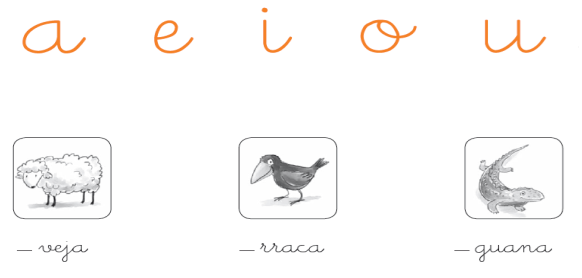 a e i o u
_ veja _ rraca _ guana